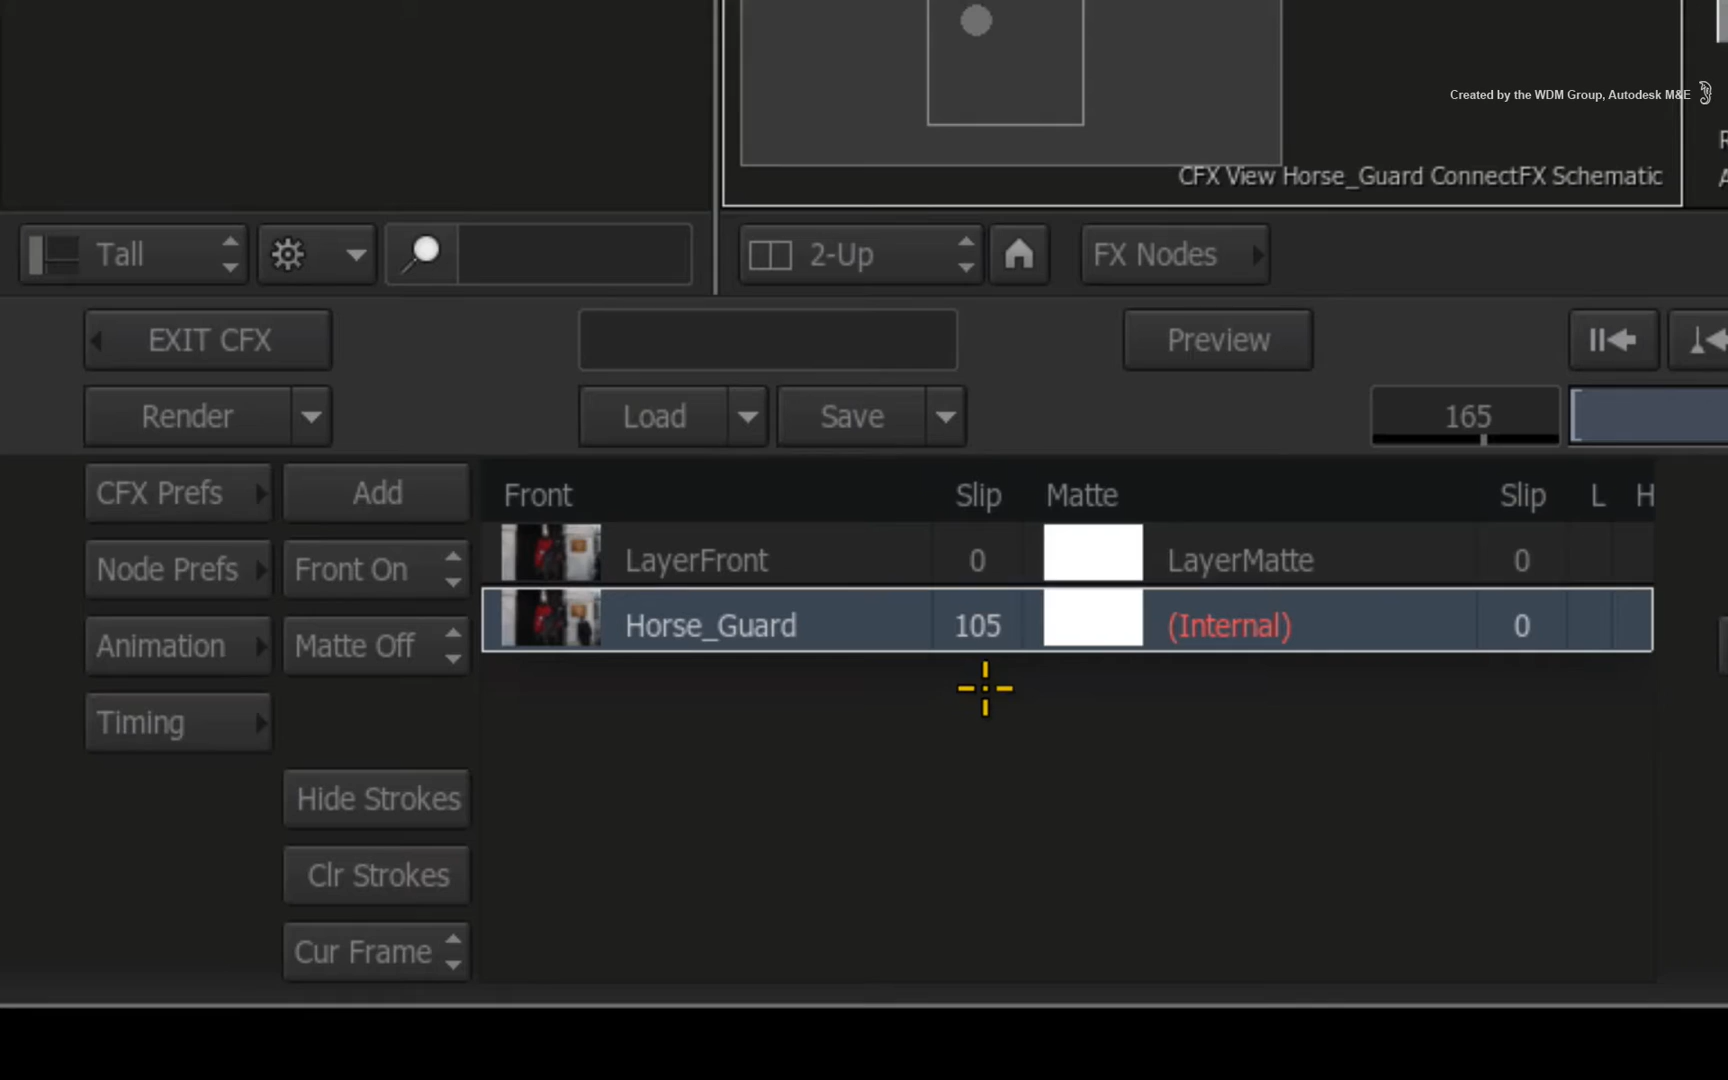 Created by the WDM Group, Autodesk M&E
CFX View Horse_Guard ConnectFX Schematic
Tall
2-Up
FX Nodes
EXIT CFX
Preview
Render
Load
Save
165
CFX Prefs
Add
Front
Slip
Matte
Slip
L
H
Node Prefs
Front On
LayerFront
0
LayerMatte
0
Horse_Guard
105
(Internal)
0
Animation
Matte Off
Timing
Hide Strokes
Clr Strokes
Cur Frame